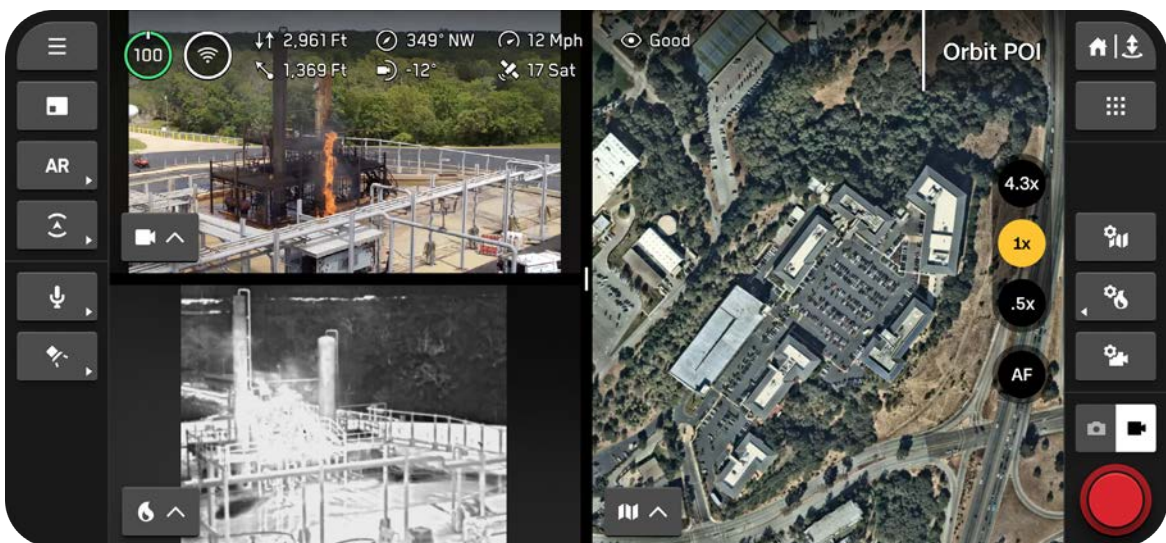 100
2,961 Ft
349° NW
12 Mph
1,369 Ft
-12°
17 Sat
Good
Orbit POI
AR
4.3x
1x
.5x
AF